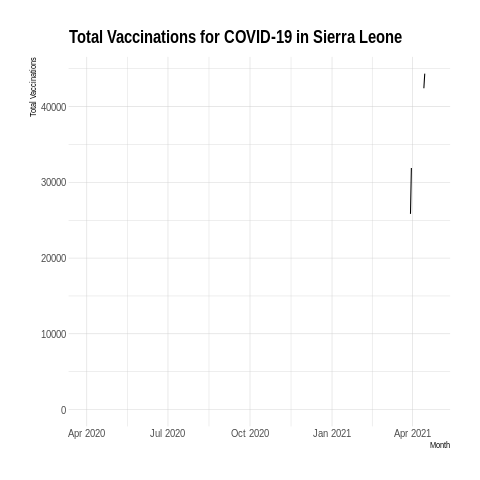 Total Vaccinations for COVID-19 in Sierra Leone
Total Vaccinations
40000
30000
20000
10000
0
Apr 2020 Jul 2020 Oct 2020 Jan 2021 Apr 2021
Month